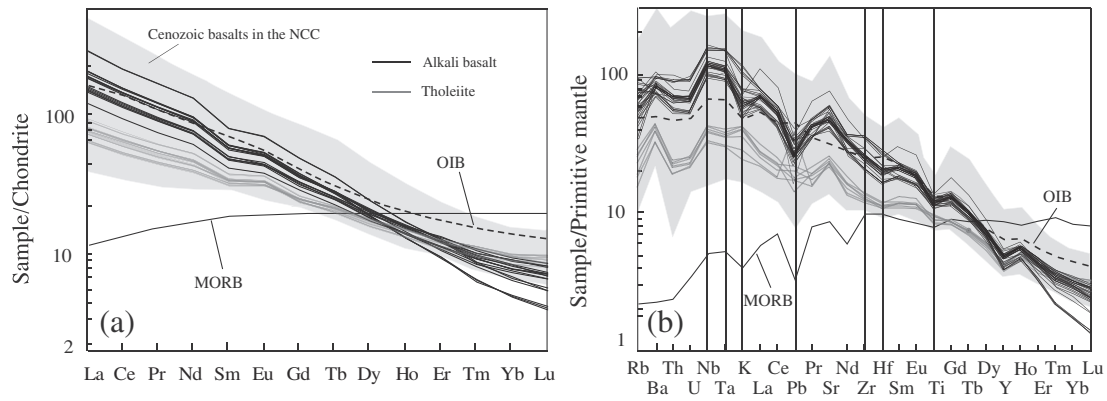 Cenozoic basalts in the NCC
Alkali basalt
Tholeiite
OIB
MORB
(a)
100
10
2
Sample/Chondrite
La Ce Pr Nd Sm Eu Gd Tb Dy Ho Er Tm Yb Lu
OIB
MORB
(b)
100
10
1
Sample/Primitive mantle
Rb Th Nb K Ce Pr Nd Hf Eu Gd Dy Ho Tm Lu
Ba U Ta La Pb Sr Zr Sm Ti Tb Y Er Yb